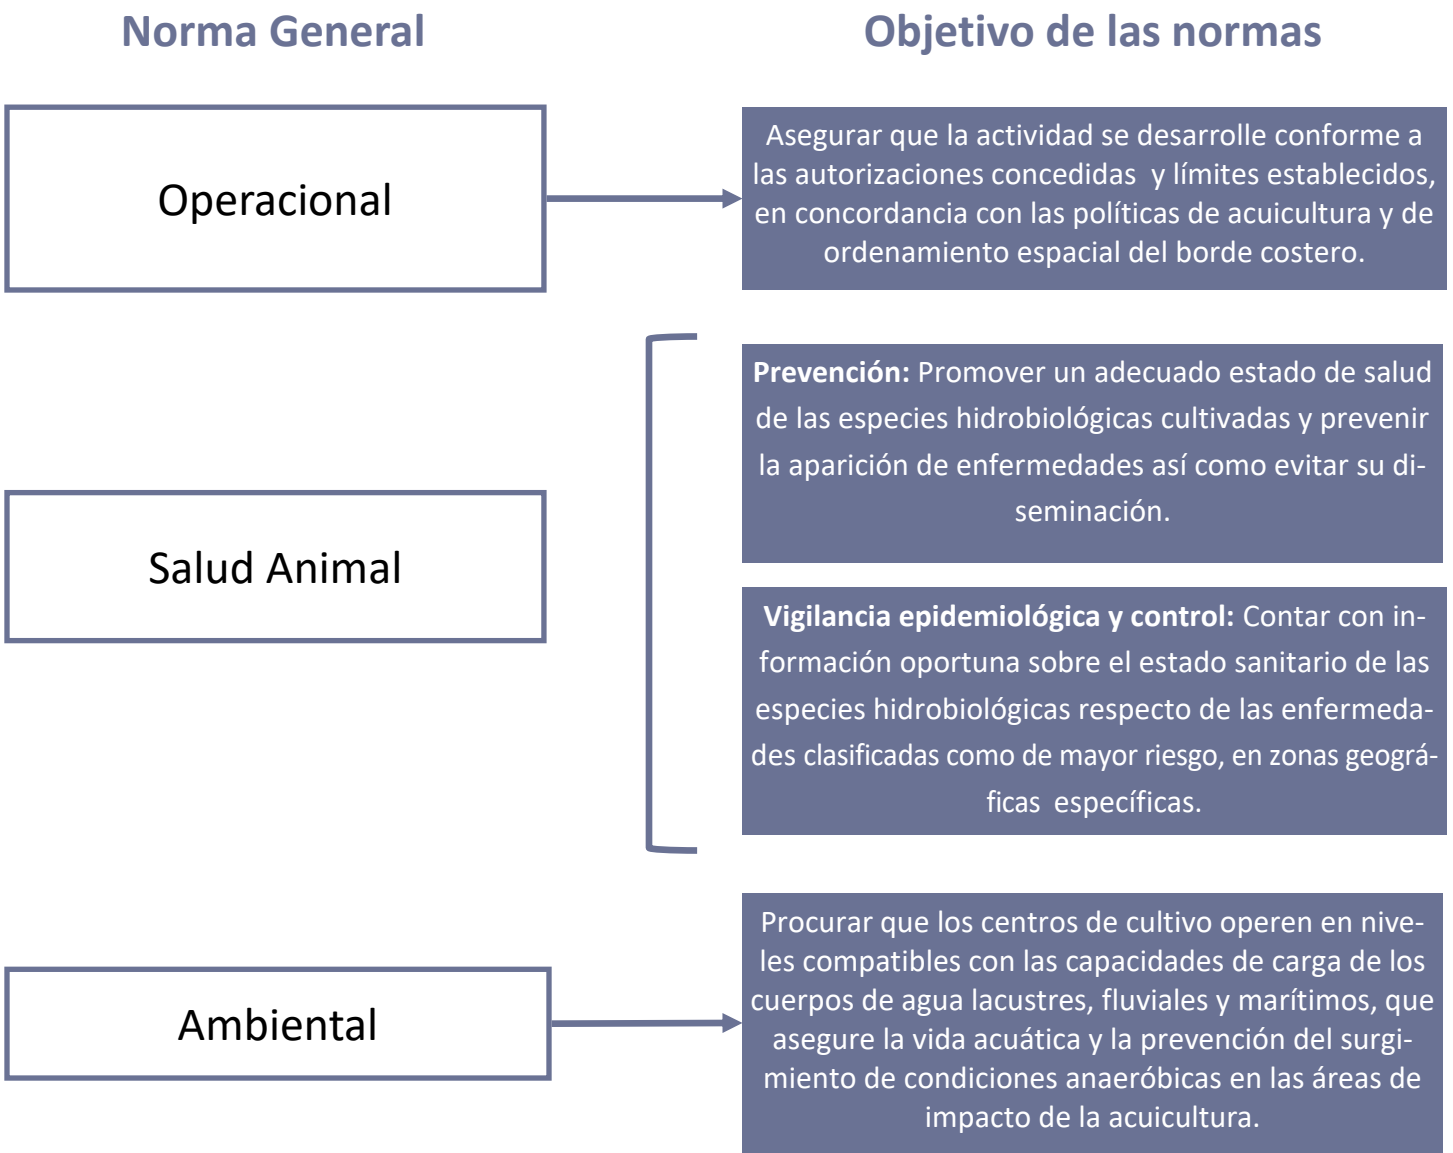 Norma General
Objetivo de las normas
Operacional
Asegurar que la actividad se desarrolle conforme a
las autorizaciones concedidas y límites establecidos,
en concordancia con las políticas de acuicultura y de
ordenamiento espacial del borde costero.
Salud Animal
Prevención: Promover un adecuado estado de salud
de las especies hidrobiológicas cultivadas y prevenir
la aparición de enfermedades así como evitar su di-
seminación.
Vigilancia epidemiológica y control: Contar con in-
formación oportuna sobre el estado sanitario de las
especies hidrobiológicas respecto de las enfermeda-
des clasificadas como de mayor riesgo, en zonas geográ-
ficas específicas.
Ambiental
Procurar que los centros de cultivo operen en nive-
les compatibles con las capacidades de carga de los
cuerpos de agua lacustres, fluviales y marítimos, que
asegure la vida acuática y la prevención del surgi-
miento de condiciones anaeróbicas en las áreas de
impacto de la acuicultura.